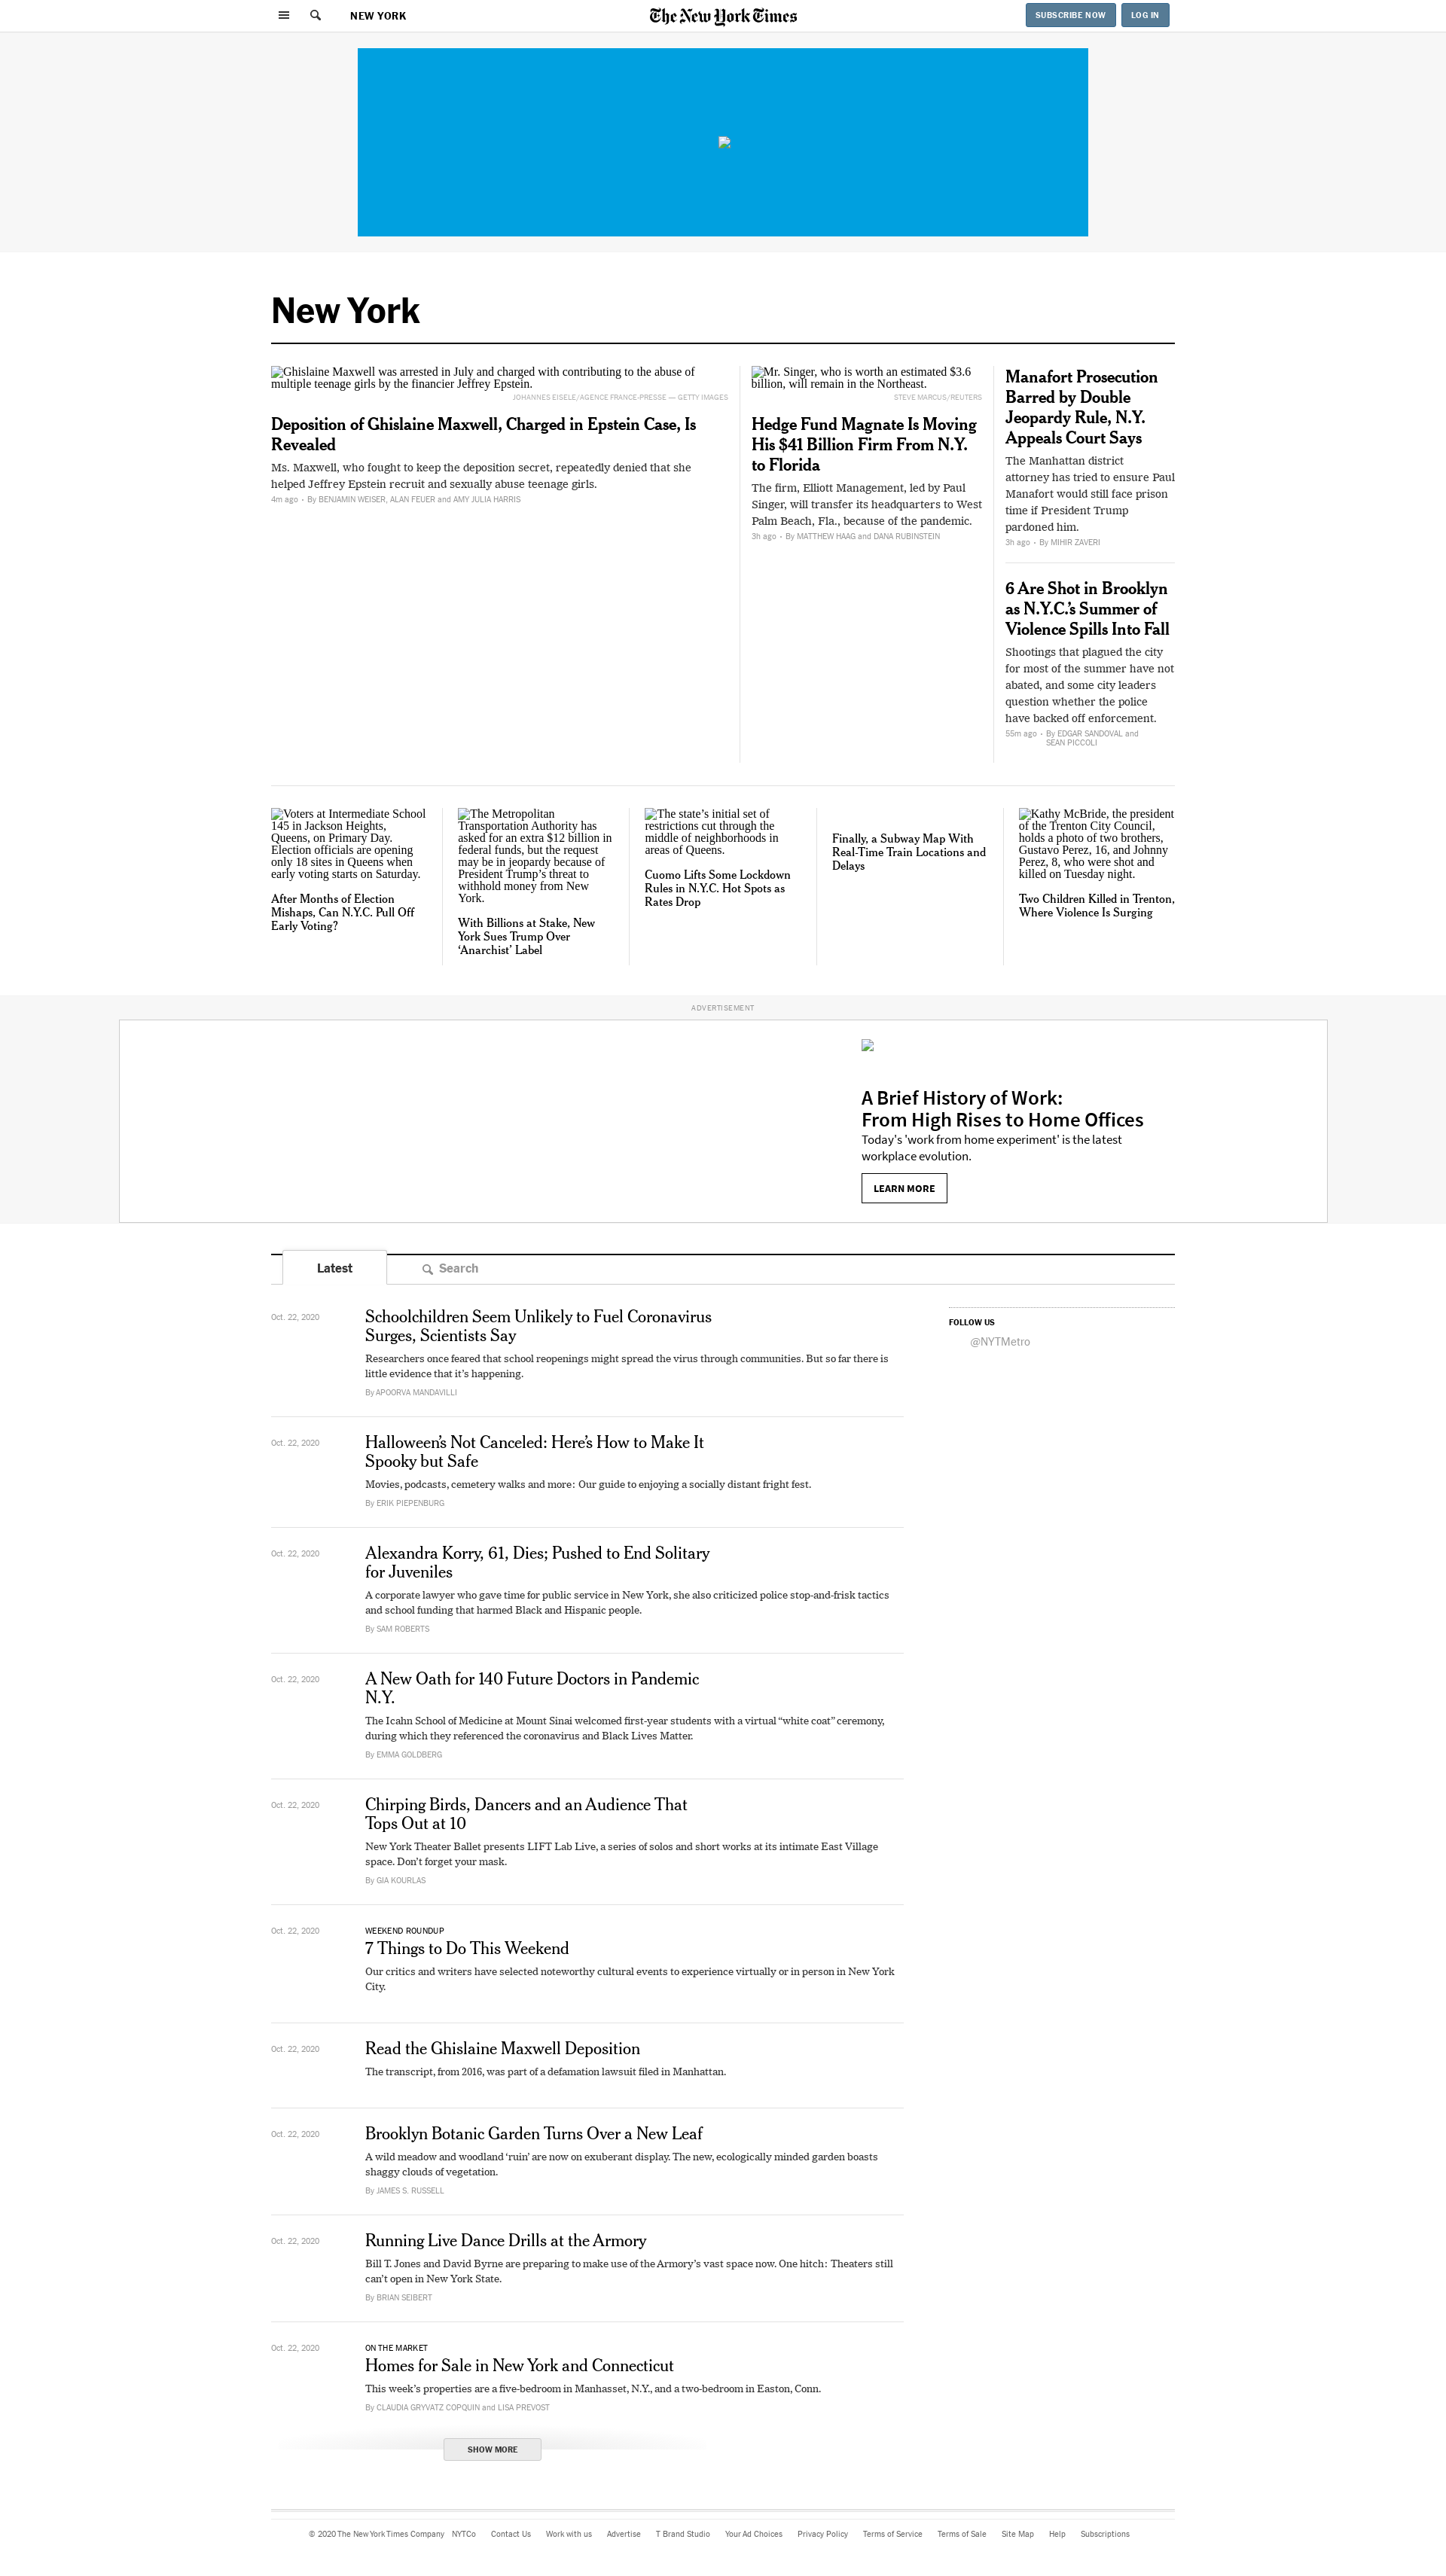 NEW YORK
The New York Times
SUBSCRIBE NOW
LOG IN
New York
Ghislaine Maxwell was arrested in July and charged with contributing to the abuse of
multiple teenage girls by the financier Jeffrey Epstein.
JOHANNES EISELE/AGENCE FRANCE-PRESSE — GETTY IMAGES
Deposition of Ghislaine Maxwell, Charged in Epstein Case, Is
Revealed
Ms. Maxwell, who fought to keep the deposition secret, repeatedly denied that she
helped Jeffrey Epstein recruit and sexually abuse teenage girls.
4m ago • By BENJAMIN WEISER, ALAN FEUER and AMY JULIA HARRIS
Mr. Singer, who is worth an estimated $3.6
billion, will remain in the Northeast.
STEVE MARCUS/REUTERS
Hedge Fund Magnate Is Moving
His $41 Billion Firm From N.Y.
to Florida
The firm, Elliott Management, led by Paul
Singer, will transfer its headquarters to West
Palm Beach, Fla., because of the pandemic.
3h ago • By MATTHEW HAAG and DANA RUBINSTEIN
Manafort Prosecution
Barred by Double
Jeopardy Rule, N.Y.
Appeals Court Says
The Manhattan district
attorney has tried to ensure Paul
Manafort would still face prison
time if President Trump
pardoned him.
3h ago • By MIHIR ZAVERI
6 Are Shot in Brooklyn
as N.Y.C.’s Summer of
Violence Spills Into Fall
Shootings that plagued the city
for most of the summer have not
abated, and some city leaders
question whether the police
have backed off enforcement.
55m ago • By EDGAR SANDOVAL and
SEAN PICCOLI
Voters at Intermediate School
145 in Jackson Heights,
Queens, on Primary Day.
Election officials are opening
only 18 sites in Queens when
early voting starts on Saturday.
After Months of Election
Mishaps, Can N.Y.C. Pull Off
Early Voting?
The Metropolitan
Transportation Authority has
asked for an extra $12 billion in
federal funds, but the request
may be in jeopardy because of
President Trump’s threat to
withhold money from New
York.
With Billions at Stake, New
York Sues Trump Over
‘Anarchist’ Label
The state’s initial set of
restrictions cut through the
middle of neighborhoods in
areas of Queens.
Cuomo Lifts Some Lockdown
Rules in N.Y.C. Hot Spots as
Rates Drop
Finally, a Subway Map With
Real-Time Train Locations and
Delays
Kathy McBride, the president
of the Trenton City Council,
holds a photo of two brothers,
Gustavo Perez, 16, and Johnny
Perez, 8, who were shot and
killed on Tuesday night.
Two Children Killed in Trenton,
Where Violence Is Surging
ADVERTISEMENT
A Brief History of Work:
From High Rises to Home Offices
Today's 'work from home experiment' is the latest
workplace evolution.
LEARN MORE
Latest
Search
Oct. 22, 2020
Schoolchildren Seem Unlikely to Fuel Coronavirus
Surges, Scientists Say
Researchers once feared that school reopenings might spread the virus through communities. But so far there is
little evidence that it’s happening.
By APOORVA MANDAVILLI
FOLLOW US
@NYTMetro
Oct. 22, 2020
Halloween’s Not Canceled: Here’s How to Make It
Spooky but Safe
Movies, podcasts, cemetery walks and more: Our guide to enjoying a socially distant fright fest.
By ERIK PIEPENBURG
Oct. 22, 2020
Alexandra Korry, 61, Dies; Pushed to End Solitary
for Juveniles
A corporate lawyer who gave time for public service in New York, she also criticized police stop-and-frisk tactics
and school funding that harmed Black and Hispanic people.
By SAM ROBERTS
Oct. 22, 2020
A New Oath for 140 Future Doctors in Pandemic
N.Y.
The Icahn School of Medicine at Mount Sinai welcomed first-year students with a virtual “white coat” ceremony,
during which they referenced the coronavirus and Black Lives Matter.
By EMMA GOLDBERG
Oct. 22, 2020
Chirping Birds, Dancers and an Audience That
Tops Out at 10
New York Theater Ballet presents LIFT Lab Live, a series of solos and short works at its intimate East Village
space. Don’t forget your mask.
By GIA KOURLAS
Oct. 22, 2020
WEEKEND ROUNDUP
7 Things to Do This Weekend
Our critics and writers have selected noteworthy cultural events to experience virtually or in person in New York
City.
Oct. 22, 2020
Read the Ghislaine Maxwell Deposition
The transcript, from 2016, was part of a defamation lawsuit filed in Manhattan.
Oct. 22, 2020
Brooklyn Botanic Garden Turns Over a New Leaf
A wild meadow and woodland ‘ruin’ are now on exuberant display. The new, ecologically minded garden boasts
shaggy clouds of vegetation.
By JAMES S. RUSSELL
Oct. 22, 2020
Running Live Dance Drills at the Armory
Bill T. Jones and David Byrne are preparing to make use of the Armory’s vast space now. One hitch: Theaters still
can’t open in New York State.
By BRIAN SEIBERT
Oct. 22, 2020
ON THE MARKET
Homes for Sale in New York and Connecticut
This week’s properties are a five-bedroom in Manhasset, N.Y., and a two-bedroom in Easton, Conn.
By CLAUDIA GRYVATZ COPQUIN and LISA PREVOST
SHOW MORE
© 2020 The New York Times Company NYTCo Contact Us Work with us Advertise T Brand Studio Your Ad Choices Privacy Policy Terms of Service Terms of Sale Site Map Help Subscriptions